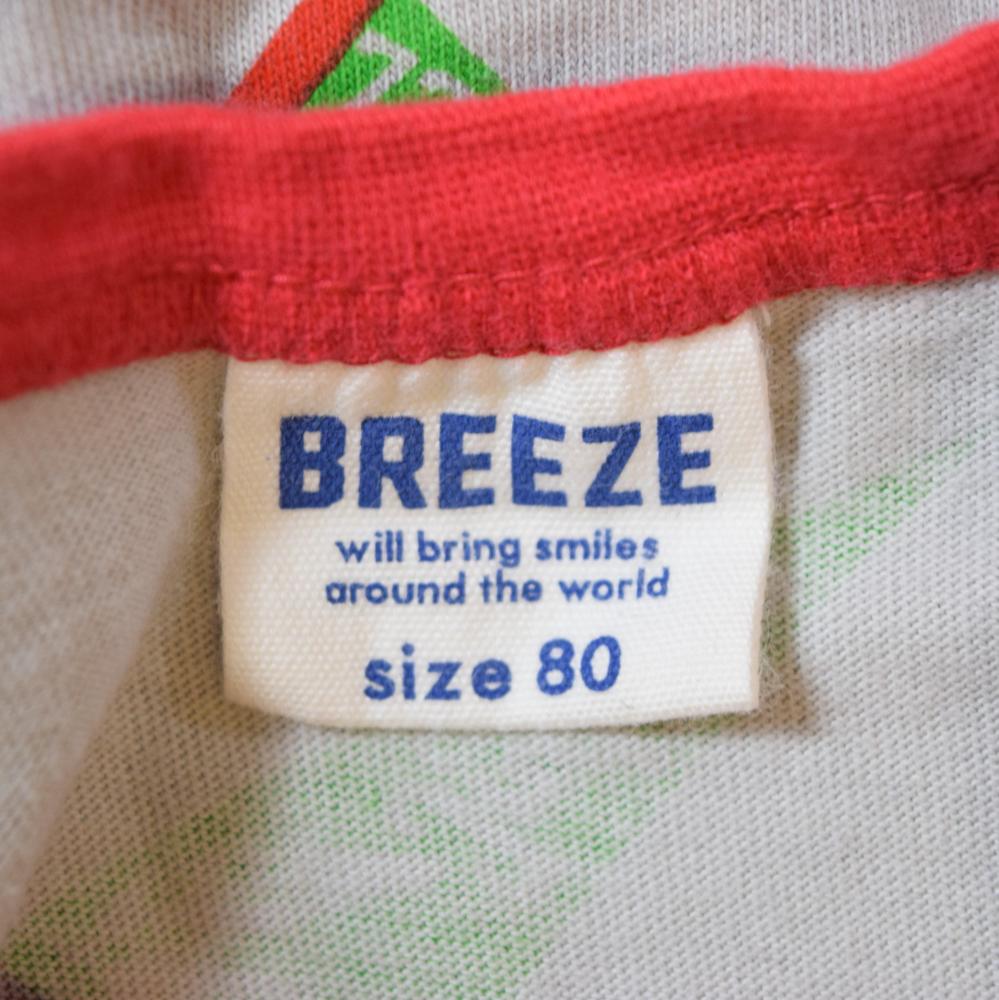 BREEZE
will bring smiles
around the world
size 80